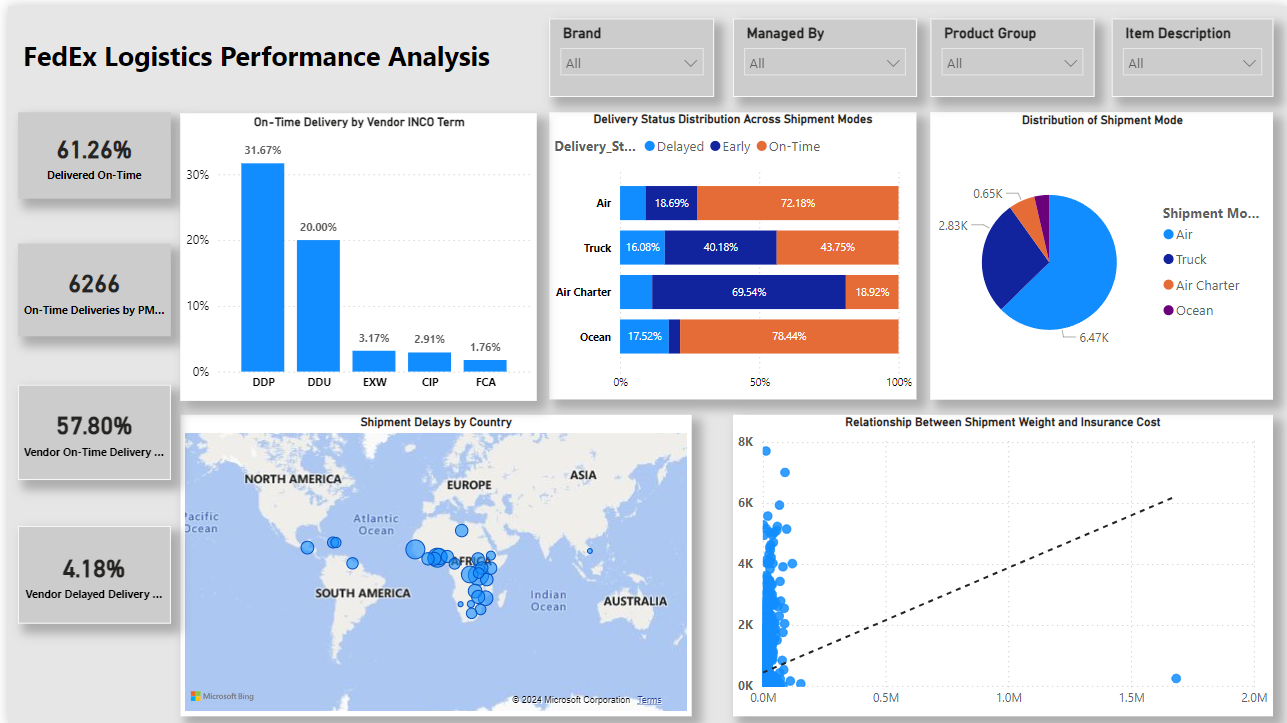 FedEx Logistics Performance Analysis
Brand
All
Managed By
All
Product Group
All
Item Description
All
61.26%
Delivered On-Time
6266
On-Time Deliveries by PM...
57.80%
Vendor On-Time Delivery ...
4.18%
Vendor Delayed Delivery ...
On-Time Delivery by Vendor INCO Term
30%
20%
10%
0%
31.67%
20.00%
3.17%
2.91%
1.76%
DDP
DDU
EXW
CIP
FCA
Delivery Status Distribution Across Shipment Modes
Delivery_St... Delayed Early On-Time
Air 18.69% 72.18%
Truck 16.08% 40.18% 43.75%
Air Charter 69.54% 18.92%
Ocean 17.52% 78.44%
0% 50% 100%
Distribution of Shipment Mode
0.65K
2.83K
6.47K
Shipment Mo...
Air
Truck
Air Charter
Ocean
Shipment Delays by Country
NORTH AMERICA
EUROPE
ASIA
Pacific
Ocean
Atlantic
Ocean
AFRICA
SOUTH AMERICA
Indian
Ocean
AUSTRALIA
Microsoft Bing
© 2024 Microsoft Corporation Terms
Relationship Between Shipment Weight and Insurance Cost
8K
6K
4K
2K
0K
0.0M 0.5M 1.0M 1.5M 2.0M